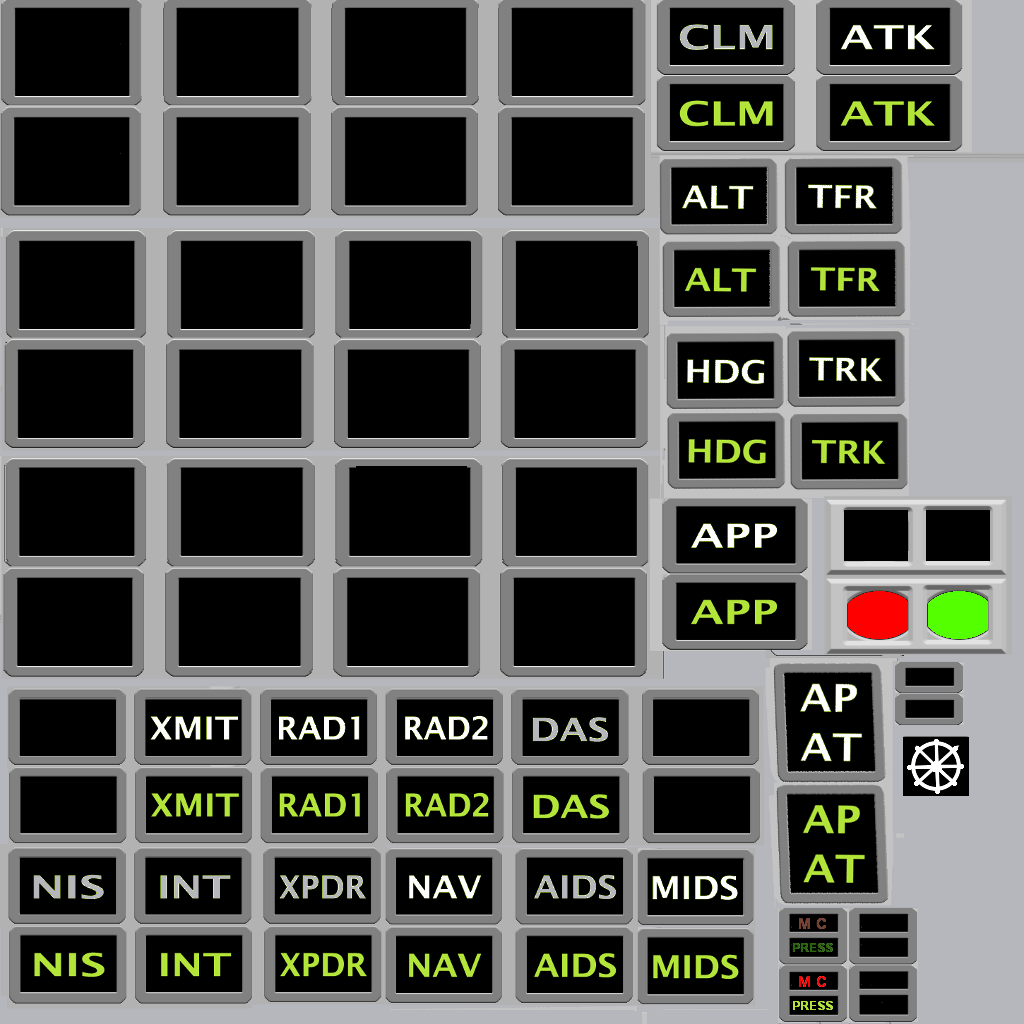 CLM ATK
CLM ATK
ALT TFR
ALT TFR
HDG TRK
HDG TRK
APP
APP
AP
AT
AP
AT
XMIT RAD1 RAD2 DAS
XMIT RAD1 RAD2 DAS
NIS INT XPDR NAV AIDS MIDS
NIS INT XPDR NAV AIDS MIDS
M C
PRESS
M C
PRESS